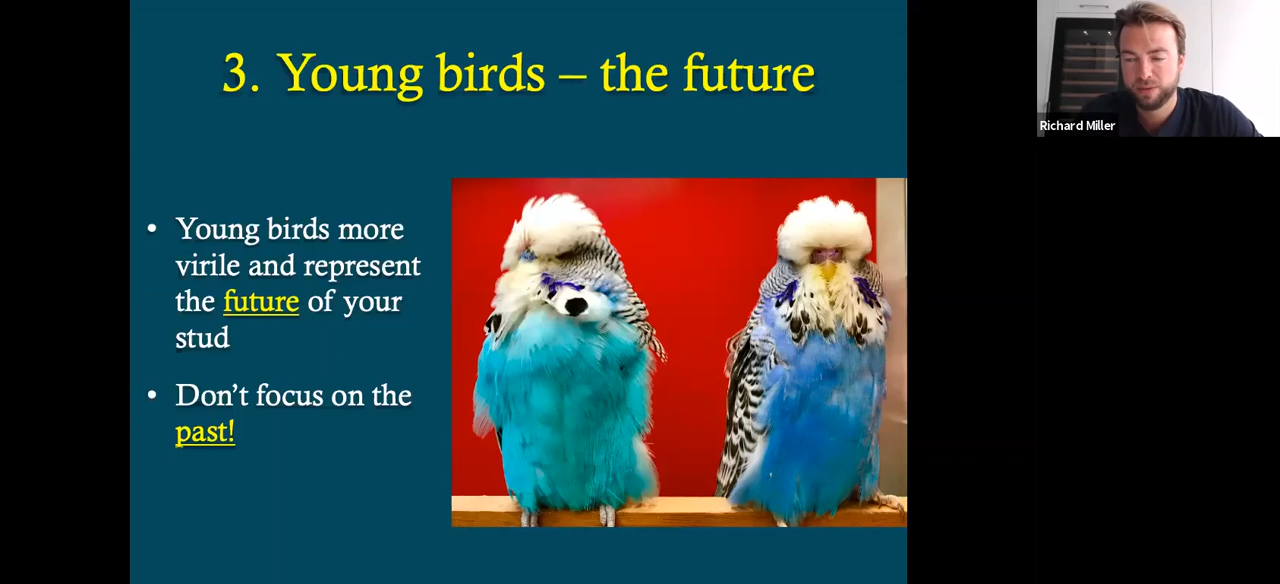 3. Young birds – the future
Richard Miller
• Young birds more
virile and represent
the future of your
stud
• Don’t focus on the
past!